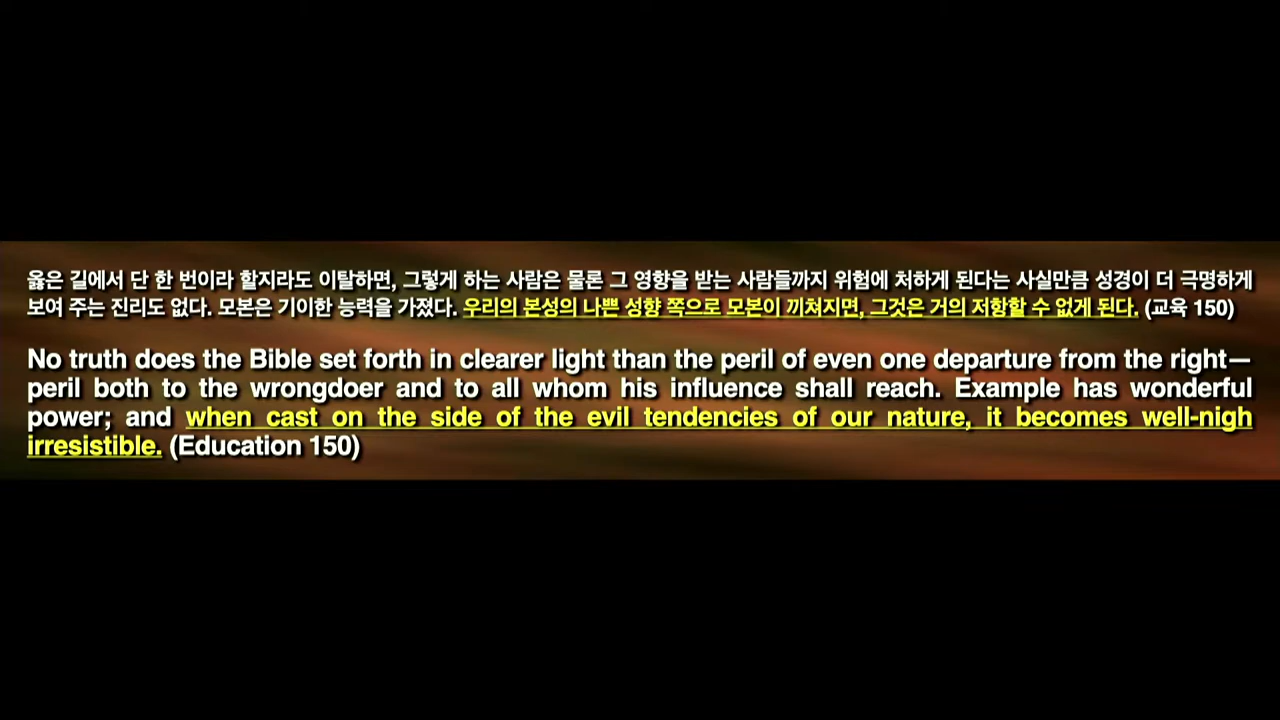 옳은 길에서 단 한 번이라 할지라도 이탈하면, 그렇게 하는 사람은 물론 그 영향을 받는 사람들까지 위험에 처하게 된다는 사실만큼 성경이 더 극명하게
보여 주는 진리도 없다. 모본은 기이한 능력을 가졌다. 우리의 본성의 나쁜 성향 쪽으로 모본이 끼쳐지면, 그것은 거의 저항할 수 없게 된다. (교육 150)
No truth does the Bible set forth in clearer light than the peril of even one departure from the right—
peril both to the wrongdoer and to all whom his influence shall reach. Example has wonderful
power; and when cast on the side of the evil tendencies of our nature, it becomes well-nigh
irresistible. (Education 150)